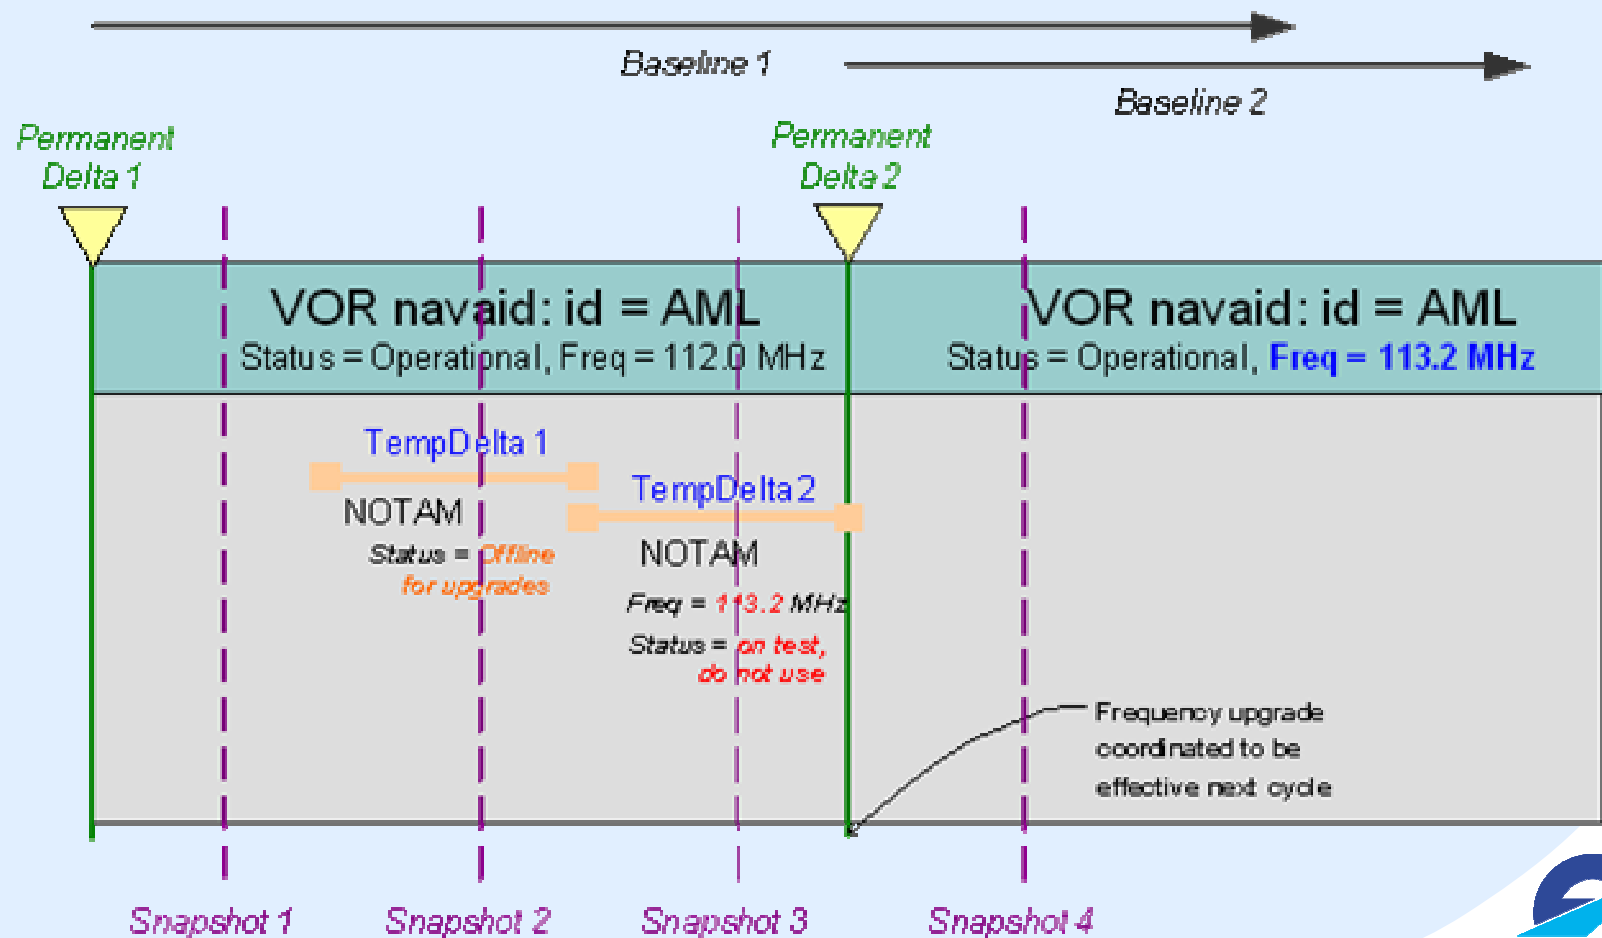 Baseline 1
Baseline 2
Permanent
Delta 1
Permanent
Delta 2
VOR navaid: id = AML
Status = Operational, Freq = 112.0 MHz
VOR navaid: id = AML
Status = Operational, Freq = 113.2 MHz
TempDelta 1
NOTAM
Status = Offline
for upgrades
TempDelta 2
NOTAM
Freq = 113.2 MHz
Status = on test,
do not use
Frequency upgrade
coordinated to be
effective next cycle
Snapshot 1
Snapshot 2
Snapshot 3
Snapshot 4